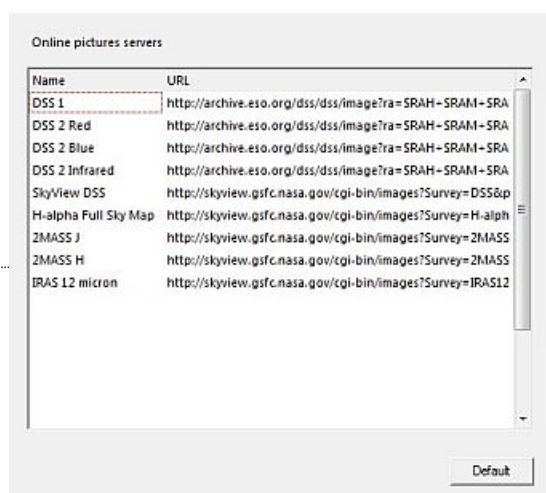 Online pictures servers
Name URL
DSS 1 http://archive.eso.org/dss/dss/image?ra=SRAH+SRAM+SRA
DSS 2 Red http://archive.eso.org/dss/dss/image?ra=SRAH+SRAM+SRA
DSS 2 Blue http://archive.eso.org/dss/dss/image?ra=SRAH+SRAM+SRA
DSS 2 Infrared http://archive.eso.org/dss/dss/image?ra=SRAH+SRAM+SRA
SkyView DSS http://skyview.gsfc.nasa.gov/cgi-bin/images?Survey=DSS&p
H-alpha Full Sky Map http://skyview.gsfc.nasa.gov/cgi-bin/images?Survey=H-alph
2MASS J http://skyview.gsfc.nasa.gov/cgi-bin/images?Survey=2MASS
2MASS H http://skyview.gsfc.nasa.gov/cgi-bin/images?Survey=2MASS
IRAS 12 micron http://skyview.gsfc.nasa.gov/cgi-bin/images?Survey=IRAS12
Default